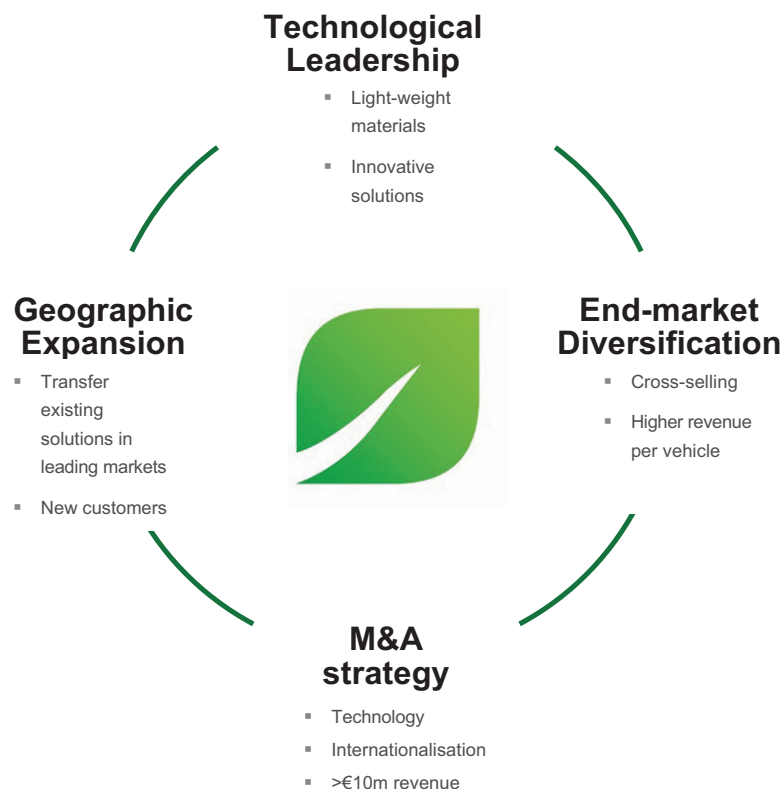 Technological
Leadership
▪ Light-weight
materials
▪ Innovative
solutions
Geographic
Expansion
▪ Transfer
existing
solutions in
leading markets
▪ New customers
End-market
Diversification
▪ Cross-selling
▪ Higher revenue
per vehicle
M&A
strategy
▪ Technology
▪ Internationalisation
▪ >€10m revenue